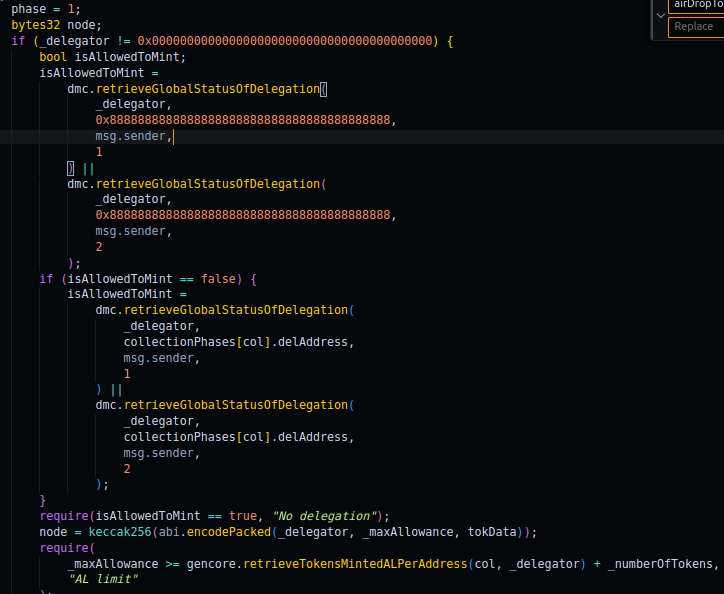 phase = 1;
bytes32 node;
if (_delegator != 0x0000000000000000000000000000000000000000) {
bool isAllowedToMint;
isAllowedToMint =
dmc.retrieveGlobalStatusOfDelegation(
_delegator,
0x8888888888888888888888888888888888888888,
msg.sender,
1
) ||
dmc.retrieveGlobalStatusOfDelegation(
_delegator,
0x8888888888888888888888888888888888888888,
msg.sender,
2
);
if (isAllowedToMint == false) {
isAllowedToMint =
dmc.retrieveGlobalStatusOfDelegation(
_delegator,
collectionPhases[col].delAddress,
msg.sender,
1
) ||
dmc.retrieveGlobalStatusOfDelegation(
_delegator,
collectionPhases[col].delAddress,
msg.sender,
2
);
}
require(isAllowedToMint == true, "No delegation");
node = keccak256(abi.encodePacked(_delegator, _maxAllowance, tokData));
require(
_maxAllowance >= gencore.retrieveTokensMintedALPerAddress(col, _delegator) + _numberOfTokens,
"AL limit"
);
airDropTo
Replace